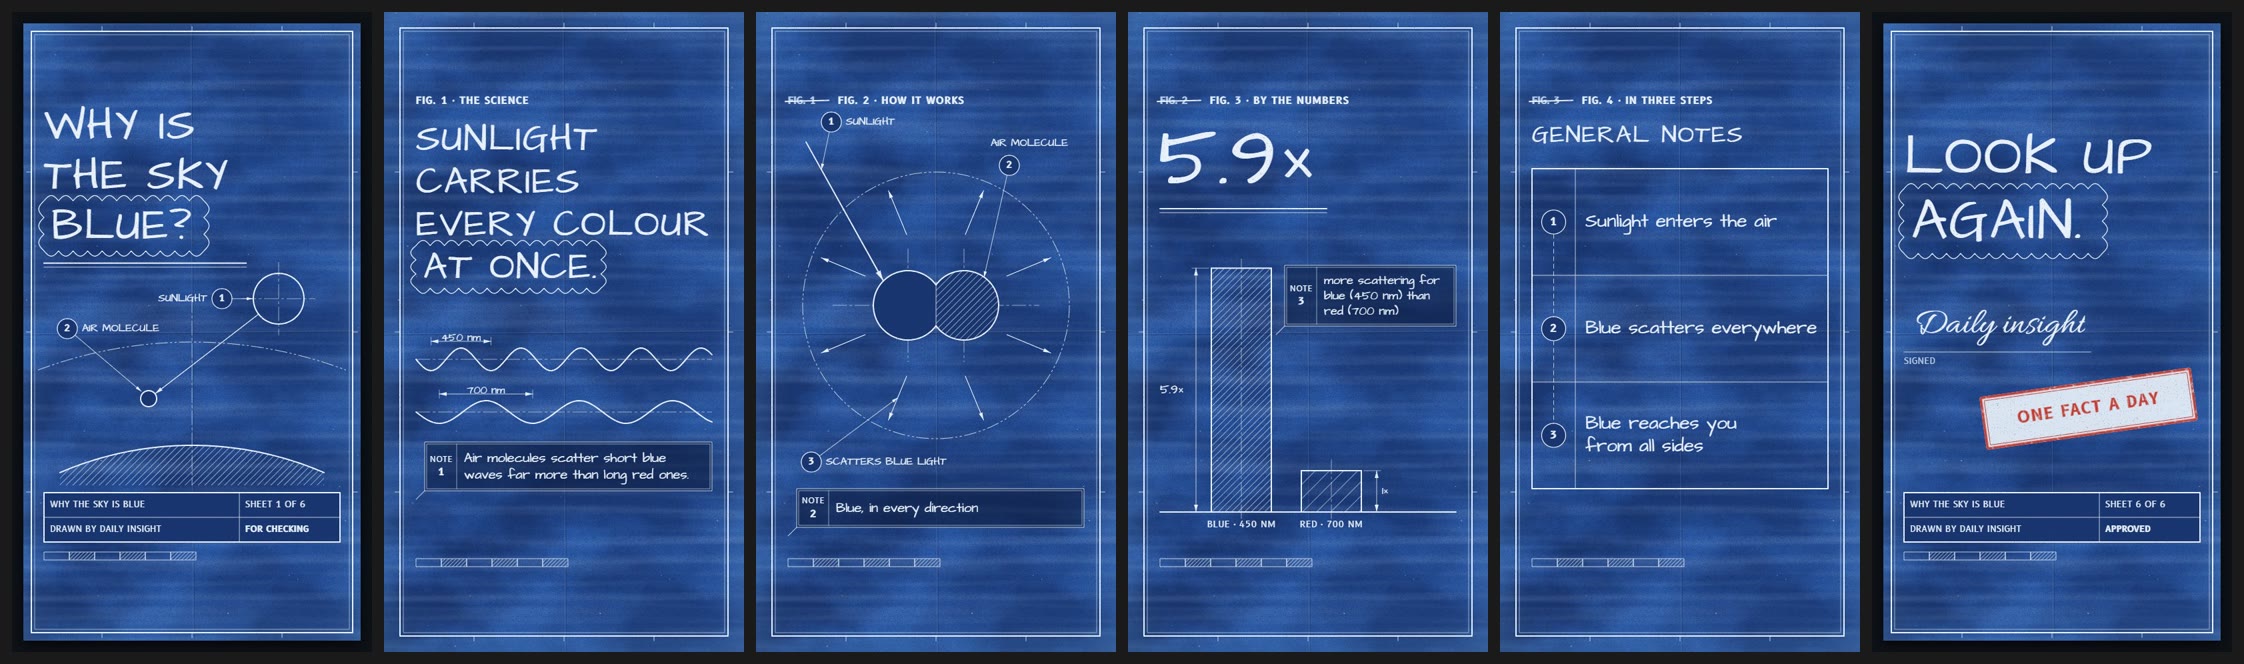 WHY IS
THE SKY
BLUE?
SUNLIGHT 1
2 AIR MOLECULE
WHY THE SKY IS BLUE
SHEET 1 OF 6
DRAWN BY DAILY INSIGHT
FOR CHECKING
FIG. 1 · THE SCIENCE
SUNLIGHT
CARRIES
EVERY COLOUR
AT ONCE.
450 nm
700 nm
NOTE 1
Air molecules scatter short blue
waves far more than long red ones.
FIG. 1 FIG. 2 · HOW IT WORKS
1 SUNLIGHT
AIR MOLECULE
2
3 SCATTERS BLUE LIGHT
NOTE 2
Blue, in every direction
FIG. 2 FIG. 3 · BY THE NUMBERS
5.9x
NOTE 3
more scattering for
blue (450 nm) than
red (700 nm)
5.9x
1x
BLUE · 450 NM
RED · 700 NM
FIG. 3 FIG. 4 · IN THREE STEPS
GENERAL NOTES
1 Sunlight enters the air
2 Blue scatters everywhere
3 Blue reaches you
from all sides
LOOK UP
AGAIN.
Daily insight
SIGNED
ONE FACT A DAY
WHY THE SKY IS BLUE
SHEET 6 OF 6
DRAWN BY DAILY INSIGHT
APPROVED